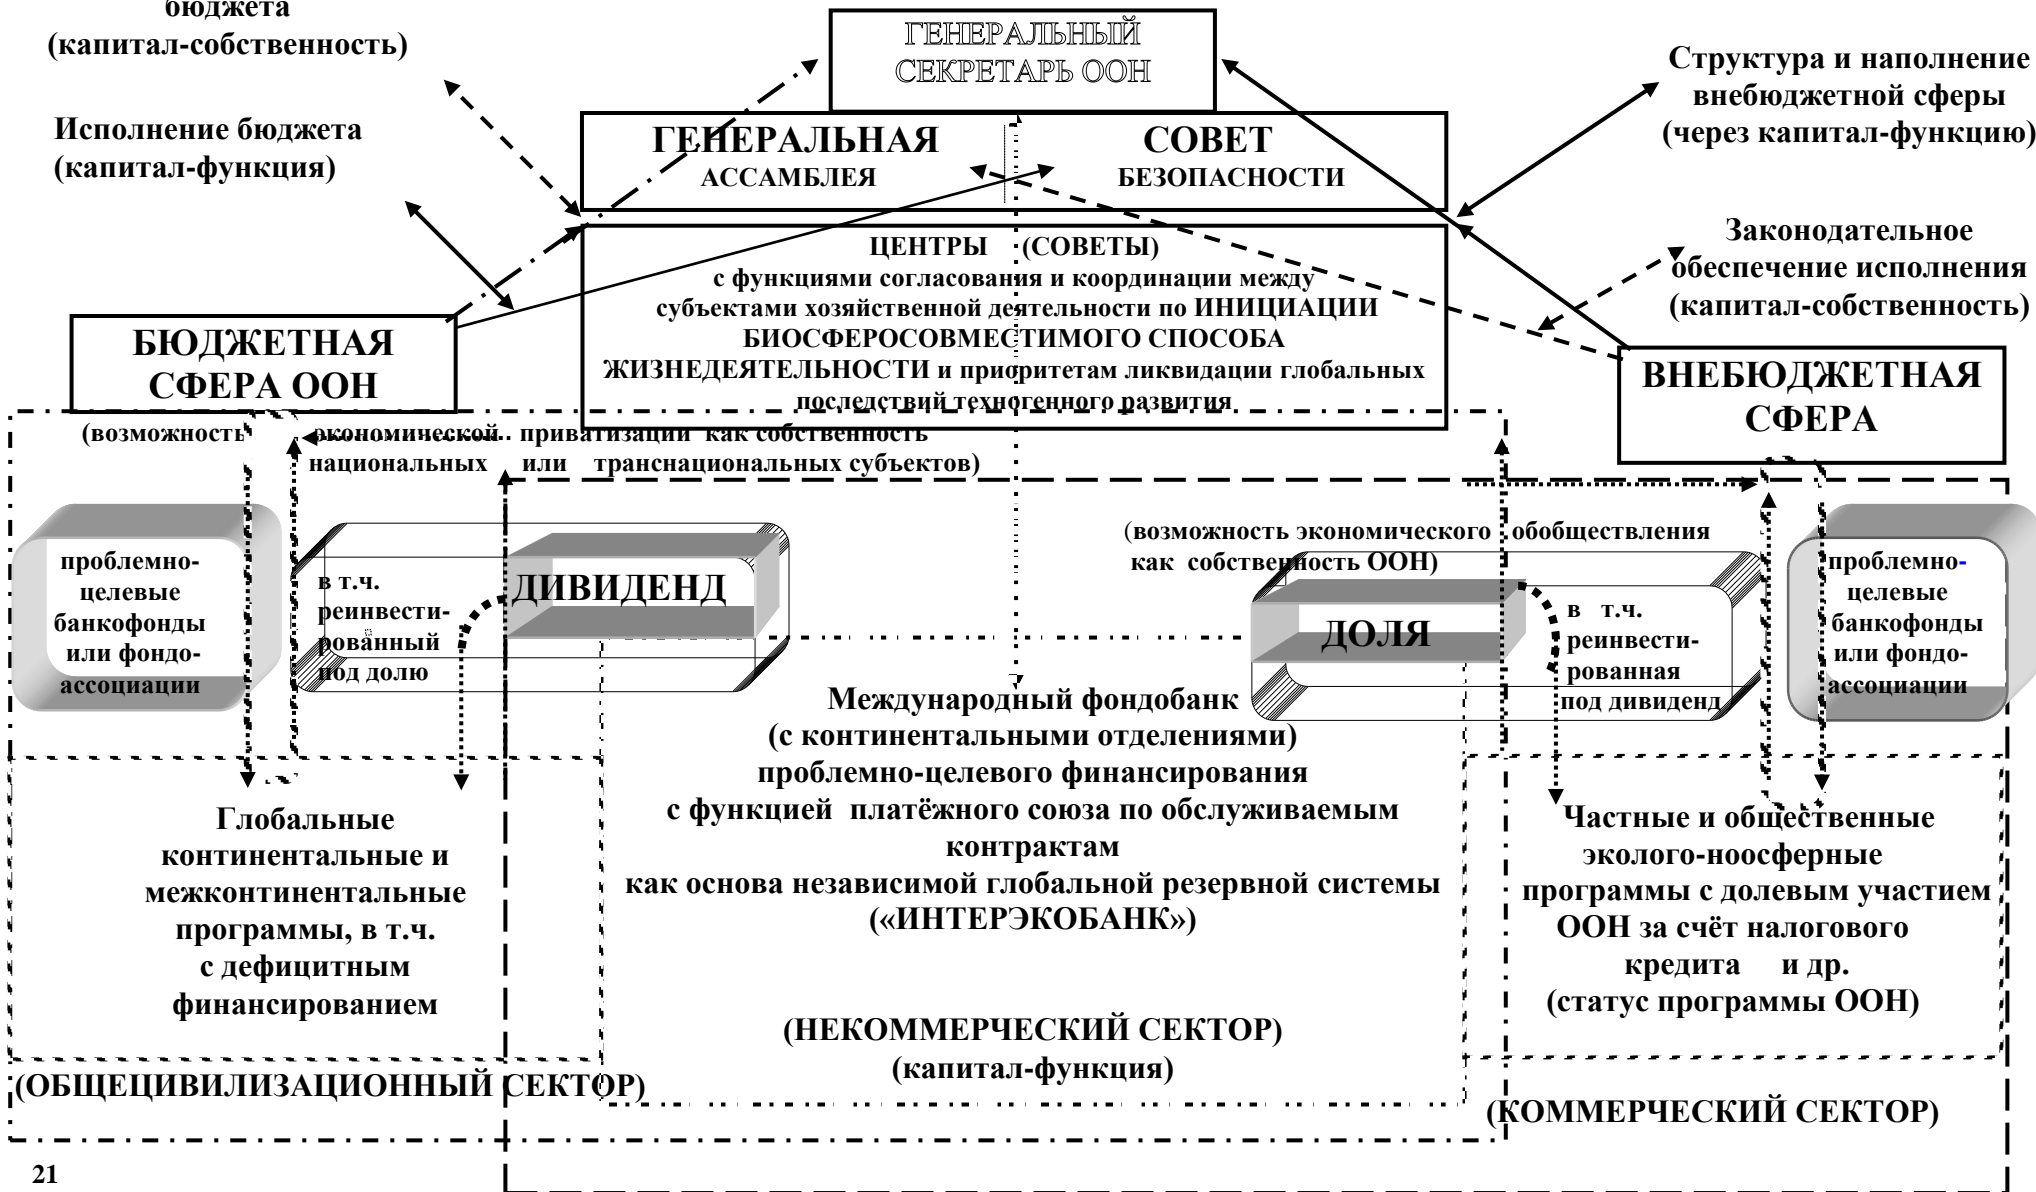 бюджета
(капитал-собственность)
Исполнение бюджета
(капитал-функция)
ГЕНЕРАЛЬНЫЙ
СЕКРЕТАРЬ ООН
ГЕНЕРАЛЬНАЯ
АССАМБЛЕЯ
СОВЕТ
БЕЗОПАСНОСТИ
Структура и наполнение
внебюджетной сферы
(через капитал-функцию)
Законодательное
обеспечение исполнения
(капитал-собственность)
ЦЕНТРЫ (СОВЕТЫ)
с функциями согласования и координации между
субъектами хозяйственной деятельности по ИНИЦИАЦИИ
БИОСФЕРОСОВМЕСТИМОГО СПОСОБА
ЖИЗНЕДЕЯТЕЛЬНОСТИ и приоритетам ликвидации глобальных
последствий техногенного развития
БЮДЖЕТНАЯ
СФЕРА ООН
ВНЕБЮДЖЕТНАЯ
СФЕРА
(возможность экономической приватизации как собственность
национальных или транснациональных субъектов)
(возможность экономического обобществления
как собственность ООН)
проблемно-
целевые
банкофонды
или фондо-
ассоциации
в т.ч.
реинвести-
рованный
под долю
ДИВИДЕНД
ДОЛЯ
в т.ч.
реинвести-
рованная
под дивиденд
проблемно-
целевые
банкофонды
или фондо-
ассоциации
Международный фондобанк
(с континентальными отделениями)
проблемно-целевого финансирования
с функцией платёжного союза по обслуживаемым
контрактам
как основа независимой глобальной резервной системы
(«ИНТЕРЭКОБАНК»)
(НЕКОММЕРЧЕСКИЙ СЕКТОР)
(капитал-функция)
Глобальные
континентальные и
межконтинентальные
программы, в т.ч.
с дефицитным
финансированием
(ОБЩЕЦИВИЛИЗАЦИОННЫЙ СЕКТОР)
Частные и общественные
эколого-ноосферные
программы с долевым участием
ООН за счёт налогового
кредита и др.
(статус программы ООН)
(КОММЕРЧЕСКИЙ СЕКТОР)
21